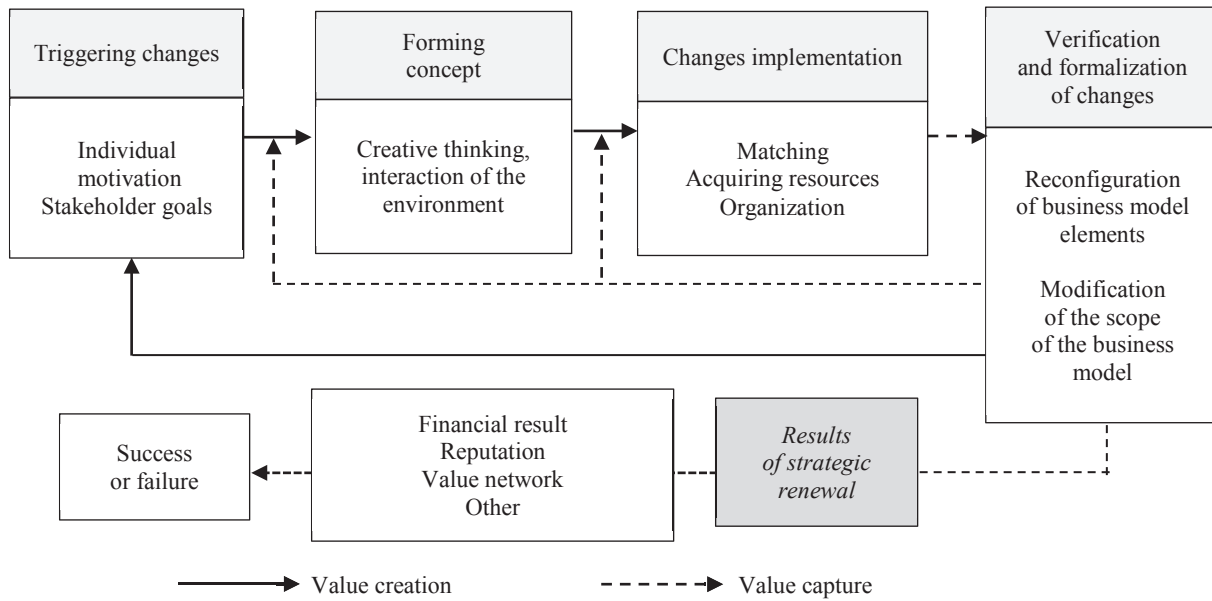 Triggering changes
Individual
motivation
Stakeholder goals
Forming
concept
Creative thinking,
interaction of the
environment
Changes implementation
Matching
Acquiring resources
Organization
Verification
and formalization
of changes
Reconfiguration
of business model
elements
Modification
of the scope
of the business
model
Success
or failure
Financial result
Reputation
Value network
Other
Results
of strategic
renewal
Value creation
Value capture